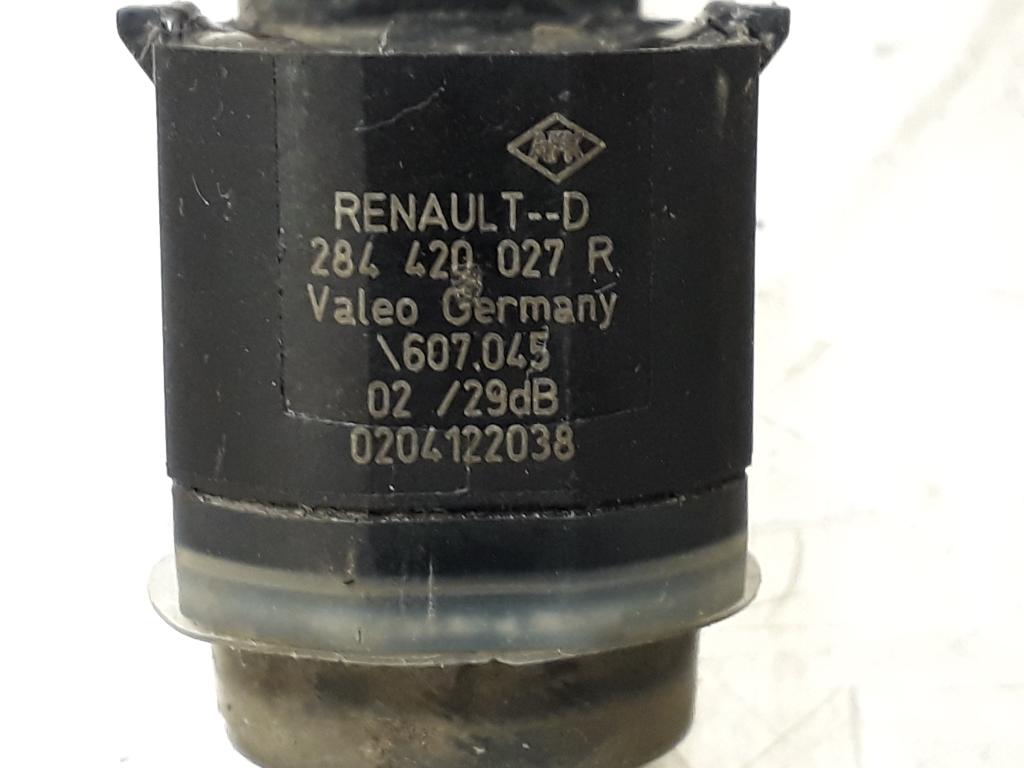 RENAULT--D
284 420 027 R
Valeo Germany
\607.045
02 /29dB
0204122038